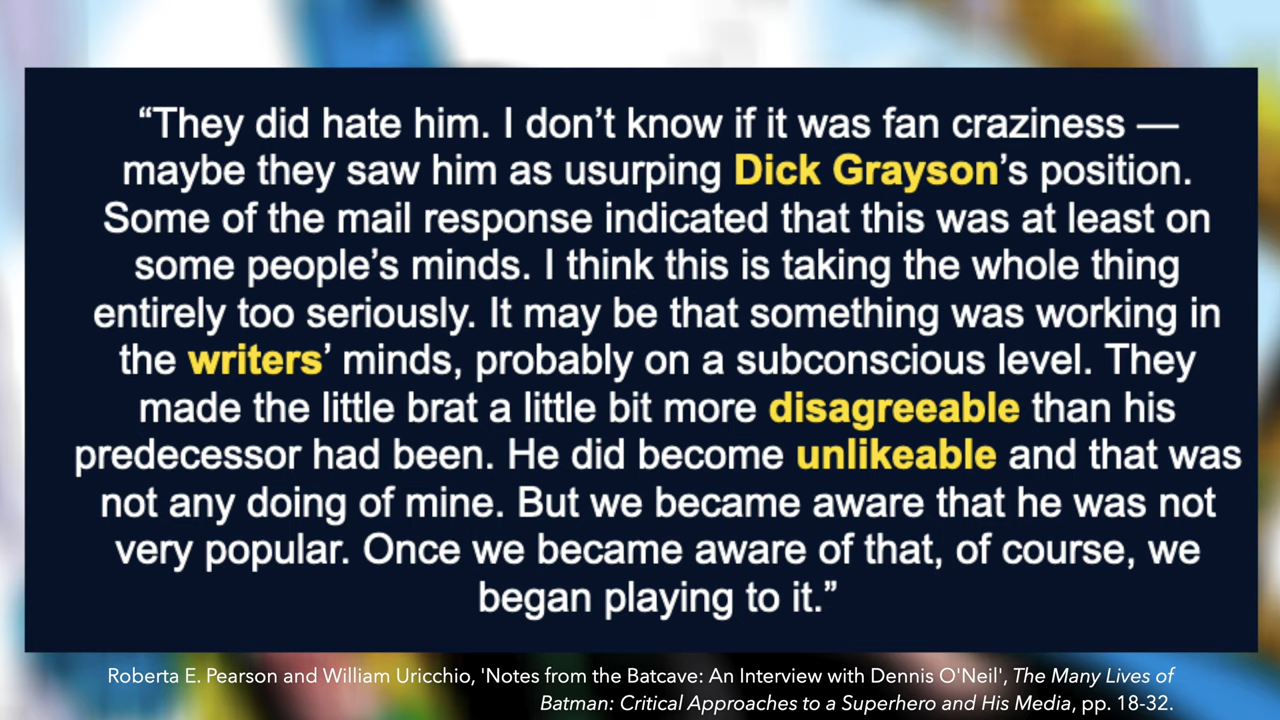 “They did hate him. I don’t know if it was fan craziness —
maybe they saw him as usurping Dick Grayson’s position.
Some of the mail response indicated that this was at least on
some people’s minds. I think this is taking the whole thing
entirely too seriously. It may be that something was working in
the writers’ minds, probably on a subconscious level. They
made the little brat a little bit more disagreeable than his
predecessor had been. He did become unlikeable and that was
not any doing of mine. But we became aware that he was not
very popular. Once we became aware of that, of course, we
began playing to it.”
Roberta E. Pearson and William Uricchio, 'Notes from the Batcave: An Interview with Dennis O'Neil', The Many Lives of
Batman: Critical Approaches to a Superhero and His Media, pp. 18-32.